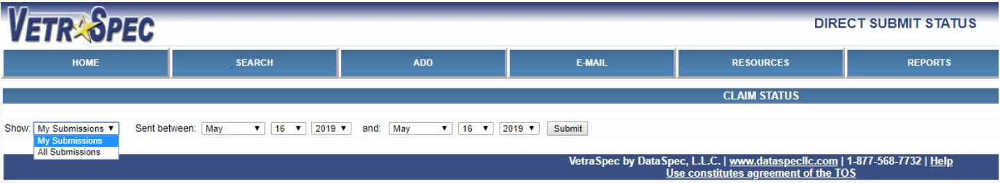 VETRASPEC
DIRECT SUBMIT STATUS
HOME SEARCH ADD E-MAIL RESOURCES REPORTS
CLAIM STATUS
Show: My Submissions ▼ Sent between: May ▼ 16 ▼ 2019 ▼ and: May ▼ 16 ▼ 2019 ▼ Submit
My Submissions
All Submissions
VetraSpec by DataSpec, L.L.C. | www.dataspecllc.com | 1-877-568-7732 | Help
Use constitutes agreement of the TOS